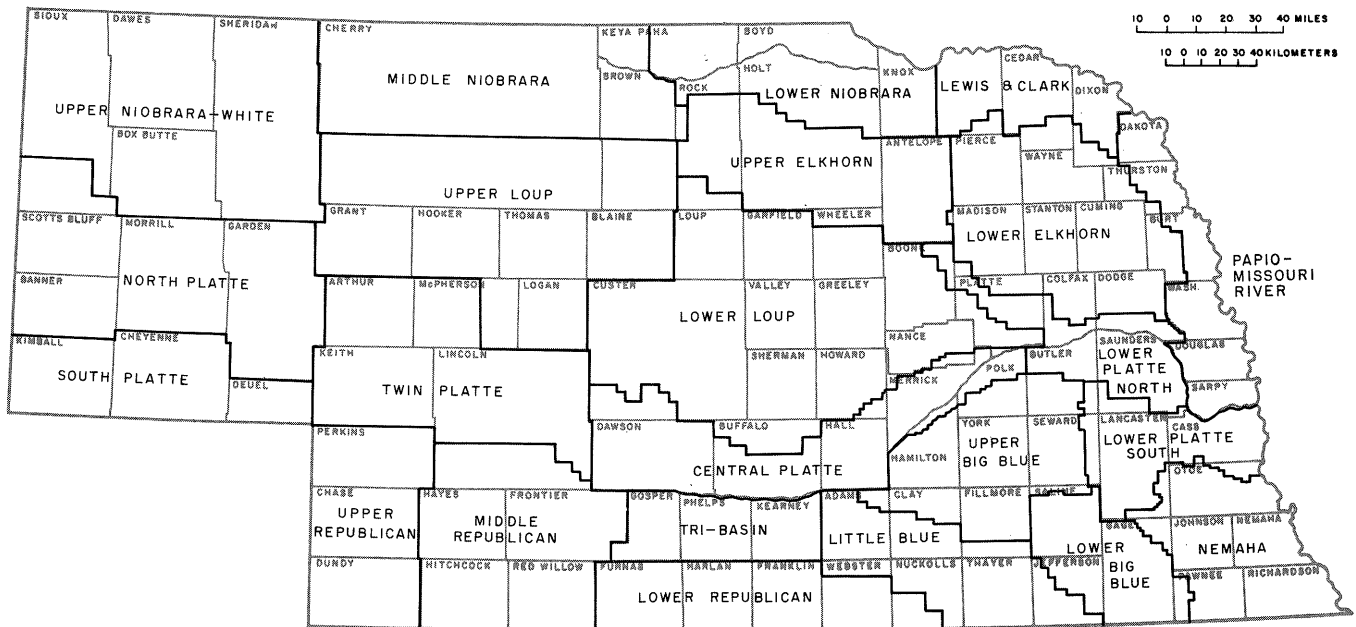 10 0 10 20 30 40 MILES
10 0 10 20 30 40 KILOMETERS
SIOUX
DAWES
SHERIDAN
CHERRY
KEYA PAHA
BOYD
CEDAR
MIDDLE NIOBRARA
BROWN
HOLT
KNOX
ROCK
LOWER NIOBRARA
LEWIS & CLARK
DIXON
UPPER NIOBRARA-WHITE
DAKOTA
BOX BUTTE
ANTELOPE
PIERCE
UPPER ELKHORN
WAYNE
THURSTON
UPPER LOUP
GRANT
HOOKER
THOMAS
BLAINE
LOUP
GARFIELD
WHEELER
MADISON
STANTON
CUMING
BURT
SCOTTS BLUFF
MORRILL
GARDEN
LOWER ELKHORN
BOONE
PAPIO-
MISSOURI
RIVER
NORTH PLATTE
BANNER
ARTHUR
McPHERSON
LOGAN
CUSTER
VALLEY
GREELEY
PLATTE
COLFAX
DODGE
WASH.
LOWER LOUP
NANCE
KIMBALL
CHEYENNE
KEITH
LINCOLN
SHERMAN
HOWARD
MERRICK
POLK
BUTLER
SAUNDERS
DOUGLAS
LOWER
PLATTE
NORTH
SOUTH PLATTE
DEUEL
TWIN PLATTE
SARPY
PERKINS
DAWSON
BUFFALO
HALL
HAMILTON
YORK
SEWARD
LANCASTER
CASS
UPPER
BIG BLUE
LOWER PLATTE
SOUTH
CENTRAL PLATTE
OTOE
CHASE
HAYES
FRONTIER
GOSPER
PHELPS
KEARNEY
ADAMS
CLAY
FILLMORE
SALINE
UPPER
REPUBLICAN
MIDDLE
REPUBLICAN
TRI-BASIN
LITTLE BLUE
GAGE
JOHNSON
NEMAHA
LOWER
BIG
BLUE
NEMAHA
DUNDY
HITCHCOCK
RED WILLOW
FURNAS
HARLAN
FRANKLIN
WEBSTER
NUCKOLLS
THAYER
JEFFERSON
PAWNEE
RICHARDSON
LOWER REPUBLICAN